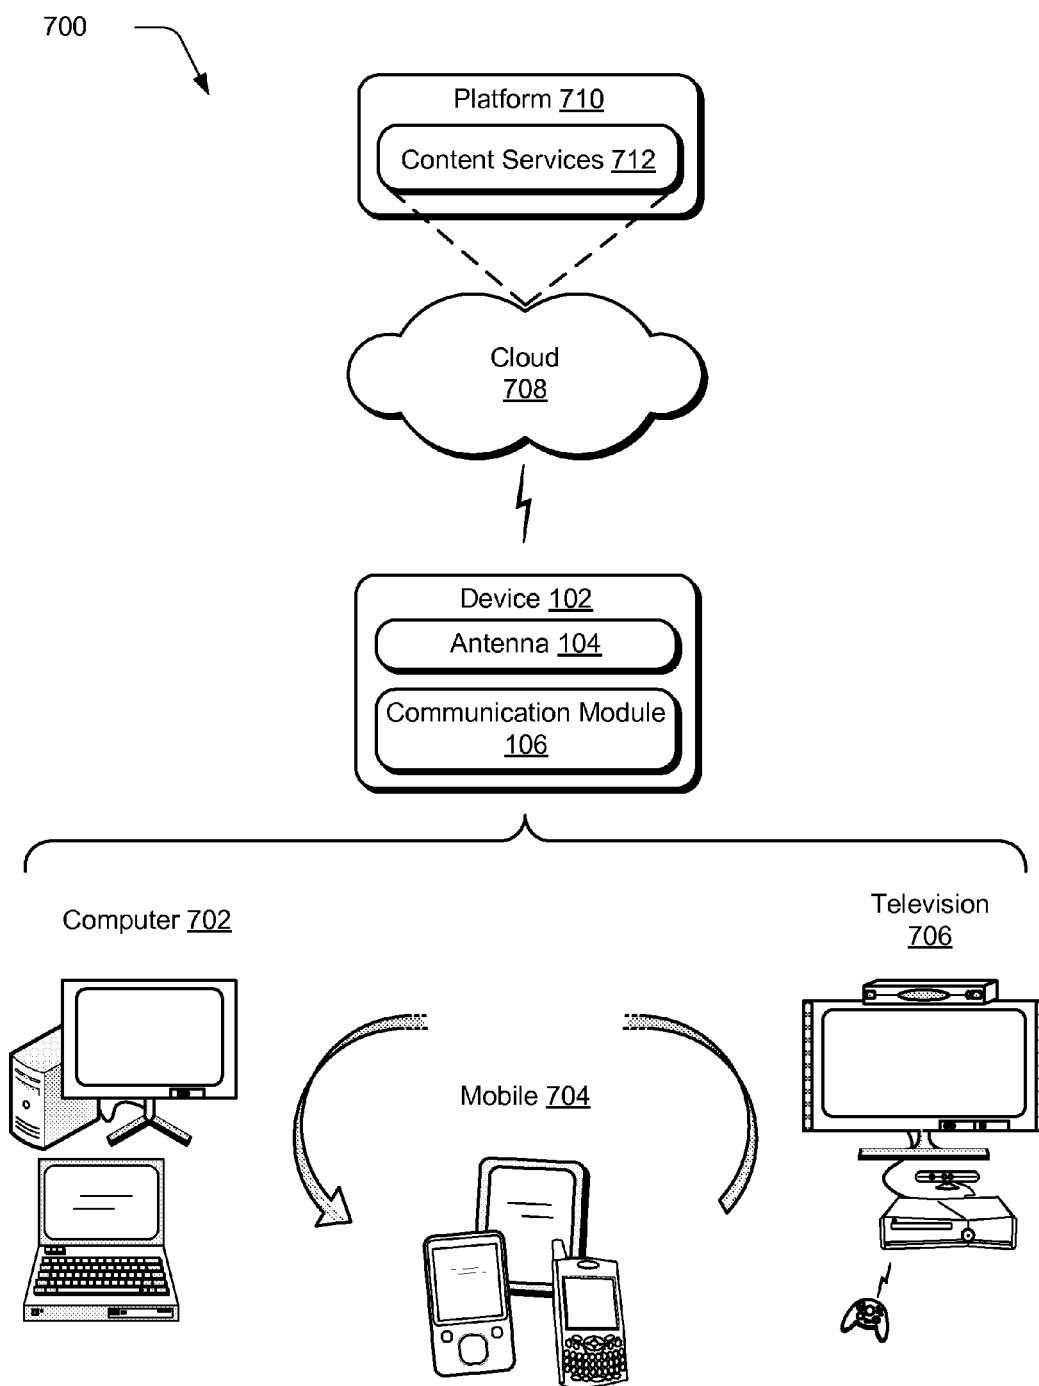 700
Platform 710
Content Services 712
Cloud
708
Device 102
Antenna 104
Communication Module
106
Computer 702
Television
706
Mobile 704